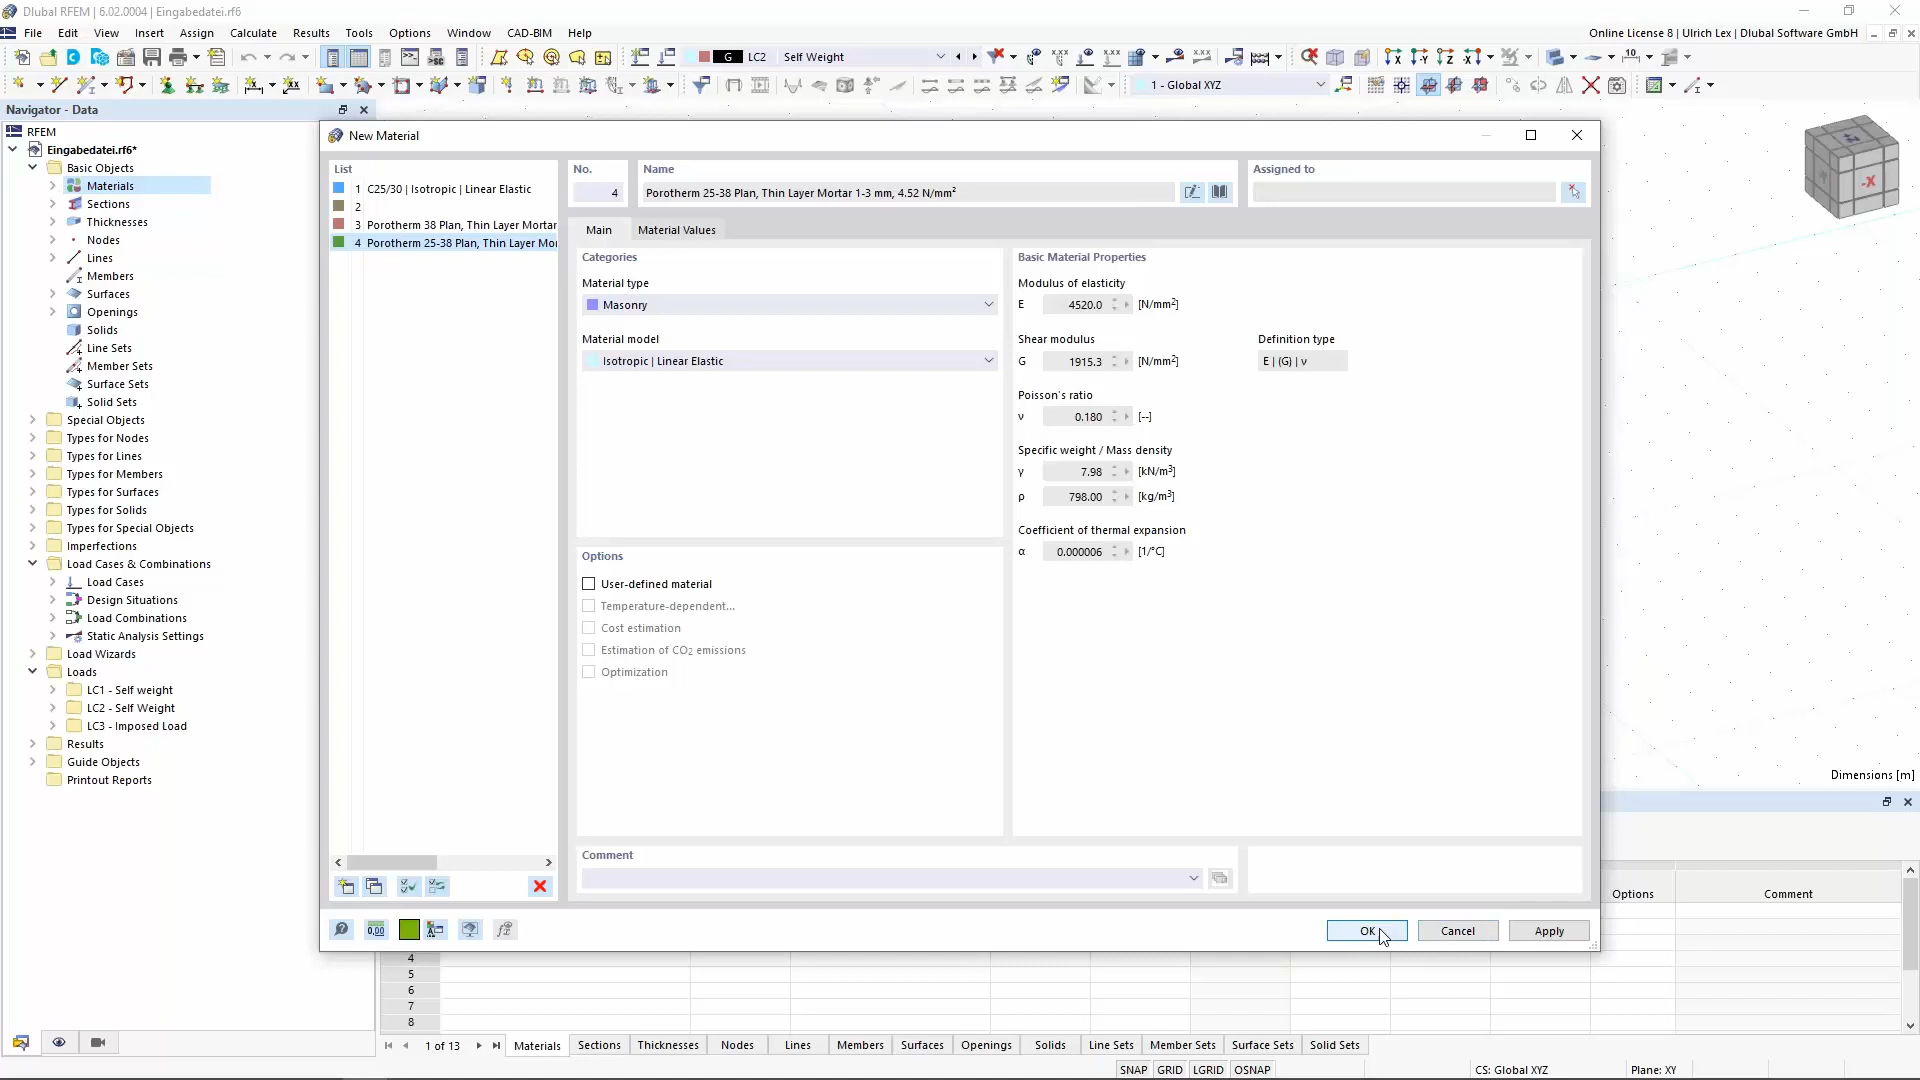 Dlubal RFEM | 6.02.0004 | Eingabedatei.rf6*
File Edit View Insert Assign Calculate Results Tools Options Window CAD-BIM Help
Online License 8 | Ulrich Lex | Dlubal Software GmbH
G LC2 Self Weight
1 - Global XYZ
Navigator - Data
RFEM
Eingabedatei.rf6*
Basic Objects
Materials
Sections
Thicknesses
Nodes
Lines
Members
Surfaces
Openings
Solids
Line Sets
Member Sets
Surface Sets
Solid Sets
Special Objects
Types for Nodes
Types for Lines
Types for Members
Types for Surfaces
Types for Solids
Types for Special Objects
Imperfections
Load Cases & Combinations
Load Cases
Design Situations
Load Combinations
Static Analysis Settings
Load Wizards
Loads
LC1 - Self weight
LC2 - Self Weight
LC3 - Imposed Load
Results
Guide Objects
Printout Reports
New Material
List
1 C25/30 | Isotropic | Linear Elastic
2
3 Porotherm 38 Plan, Thin Layer Mortar
4 Porotherm 25-38 Plan, Thin Layer Mor
No.
4
Name
Porotherm 25-38 Plan, Thin Layer Mortar 1-3 mm, 4.52 N/mm²
Assigned to
Main Material Values
Categories
Material type
Masonry
Material model
Isotropic | Linear Elastic
Options
User-defined material
Temperature-dependent...
Cost estimation
Estimation of CO2 emissions
Optimization
Basic Material Properties
Modulus of elasticity
E 4520.0 [N/mm²]
Shear modulus
G 1915.3 [N/mm²]
Definition type
E | (G) | ν
Poisson's ratio
ν 0.180 [--]
Specific weight / Mass density
γ 7.98 [kN/m³]
ρ 798.00 [kg/m³]
Coefficient of thermal expansion
α 0.000006 [1/°C]
Comment
OK Cancel Apply
-X
Dimensions [m]
Options Comment
4
5
6
7
8
1 of 13 Materials Sections Thicknesses Nodes Lines Members Surfaces Openings Solids Line Sets Member Sets Surface Sets Solid Sets
SNAP GRID LGRID OSNAP CS: Global XYZ Plane: XY